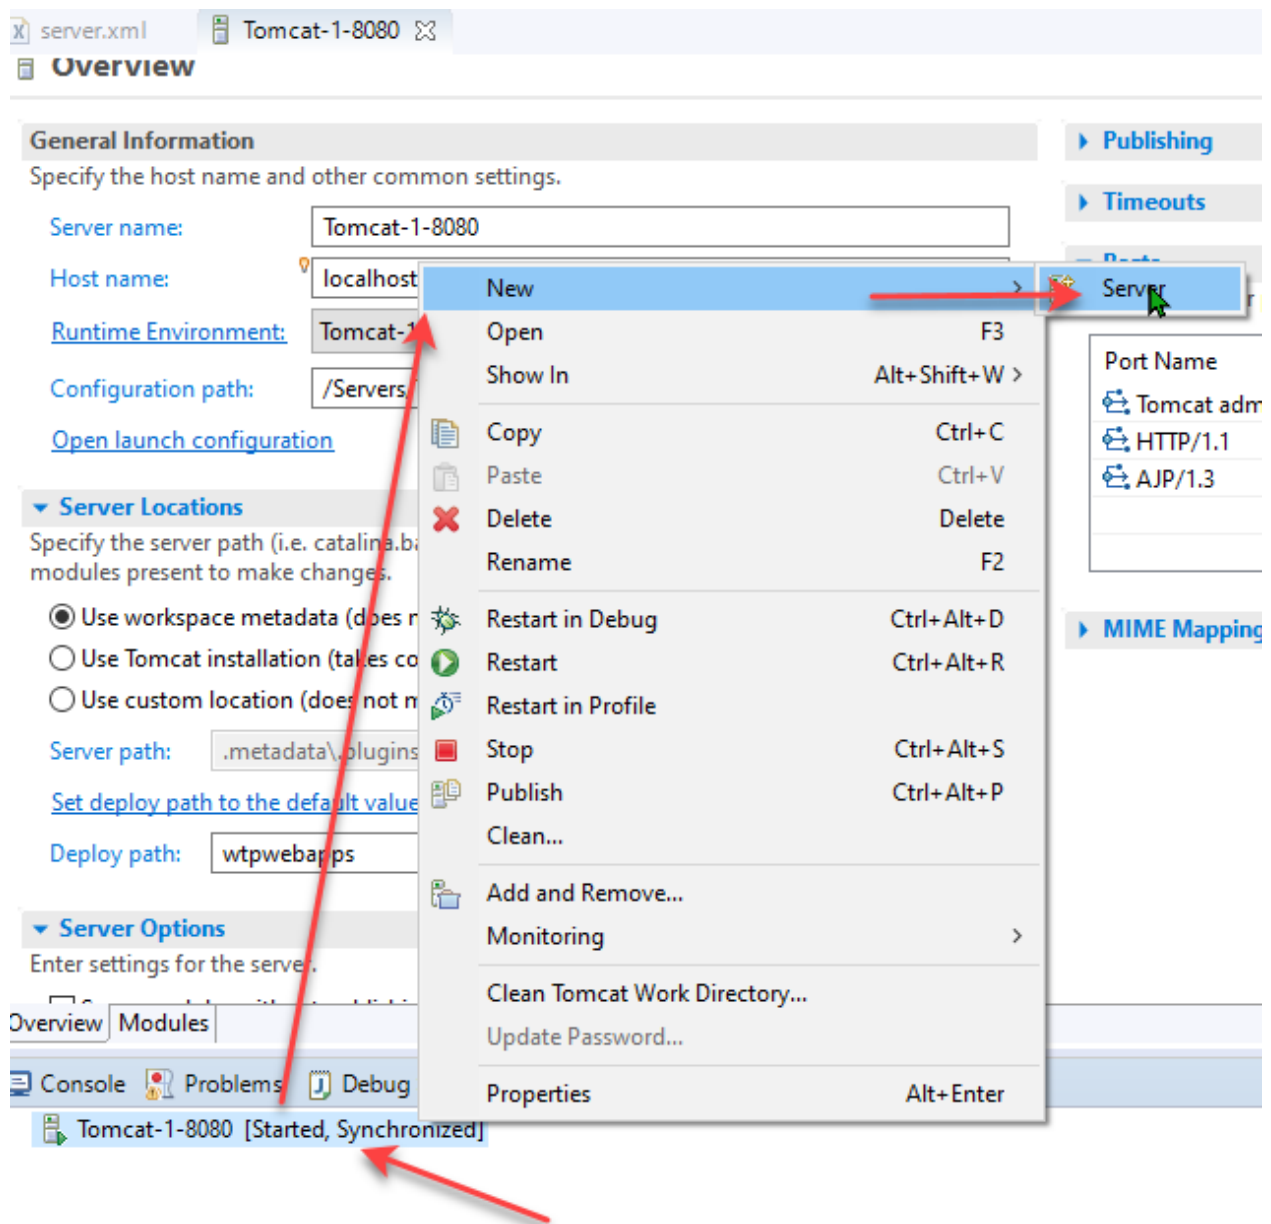 server.xml
Tomcat-1-8080
Overview
General Information
Specify the host name and other common settings.
Server name: Tomcat-1-8080
Host name: localhost
Runtime Environment: Tomcat-1
Configuration path: /Servers/
Open launch configuration
Server Locations
Specify the server path (i.e. catalina.ba
modules present to make changes.
Use workspace metadata (does n
Use Tomcat installation (takes co
Use custom location (does not m
Server path: .metadata\.plugins
Set deploy path to the default value
Deploy path: wtpwebapps
Server Options
Enter settings for the server.
Overview Modules
Publishing
Timeouts
Ports
Port Name
Tomcat adm
HTTP/1.1
AJP/1.3
MIME Mapping
New
Server
Open F3
Show In Alt+Shift+W
Copy Ctrl+C
Paste Ctrl+V
Delete Delete
Rename F2
Restart in Debug Ctrl+Alt+D
Restart Ctrl+Alt+R
Restart in Profile
Stop Ctrl+Alt+S
Publish Ctrl+Alt+P
Clean...
Add and Remove...
Monitoring
Clean Tomcat Work Directory...
Update Password...
Properties Alt+Enter
Console Problems Debug
Tomcat-1-8080 [Started, Synchronized]